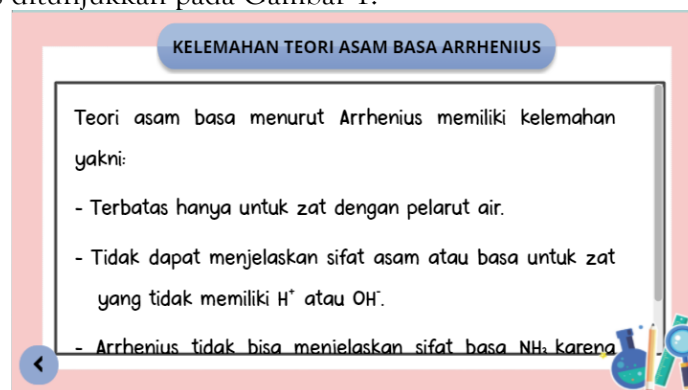 ditunjukkan pada Gambar 1.
KELEMAHAN TEORI ASAM BASA ARRHENIUS
Teori asam basa menurut Arrhenius memiliki kelemahan
yakni:
- Terbatas hanya untuk zat dengan pelarut air.
- Tidak dapat menjelaskan sifat asam atau basa untuk zat
yang tidak memiliki H⁺ atau OH⁻.
- Arrhenius tidak bisa menjelaskan sifat basa NH₃ karena